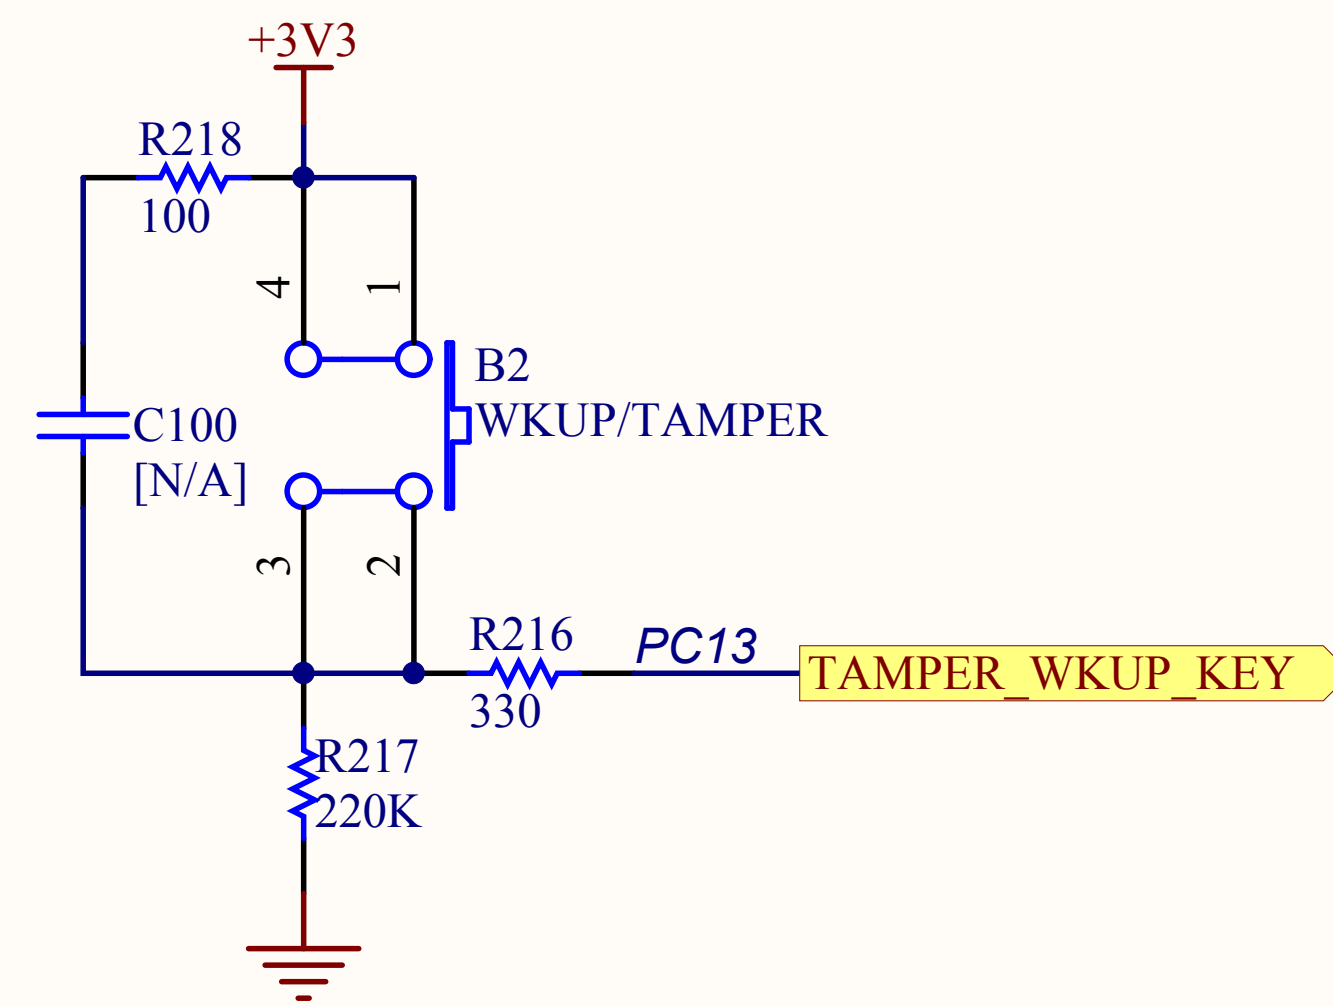 +3V3
R218
100
4
1
B2
WKUP/TAMPER
C100
[N/A]
3
2
R216
330
PC13
TAMPER_WKUP_KEY
R217
220K